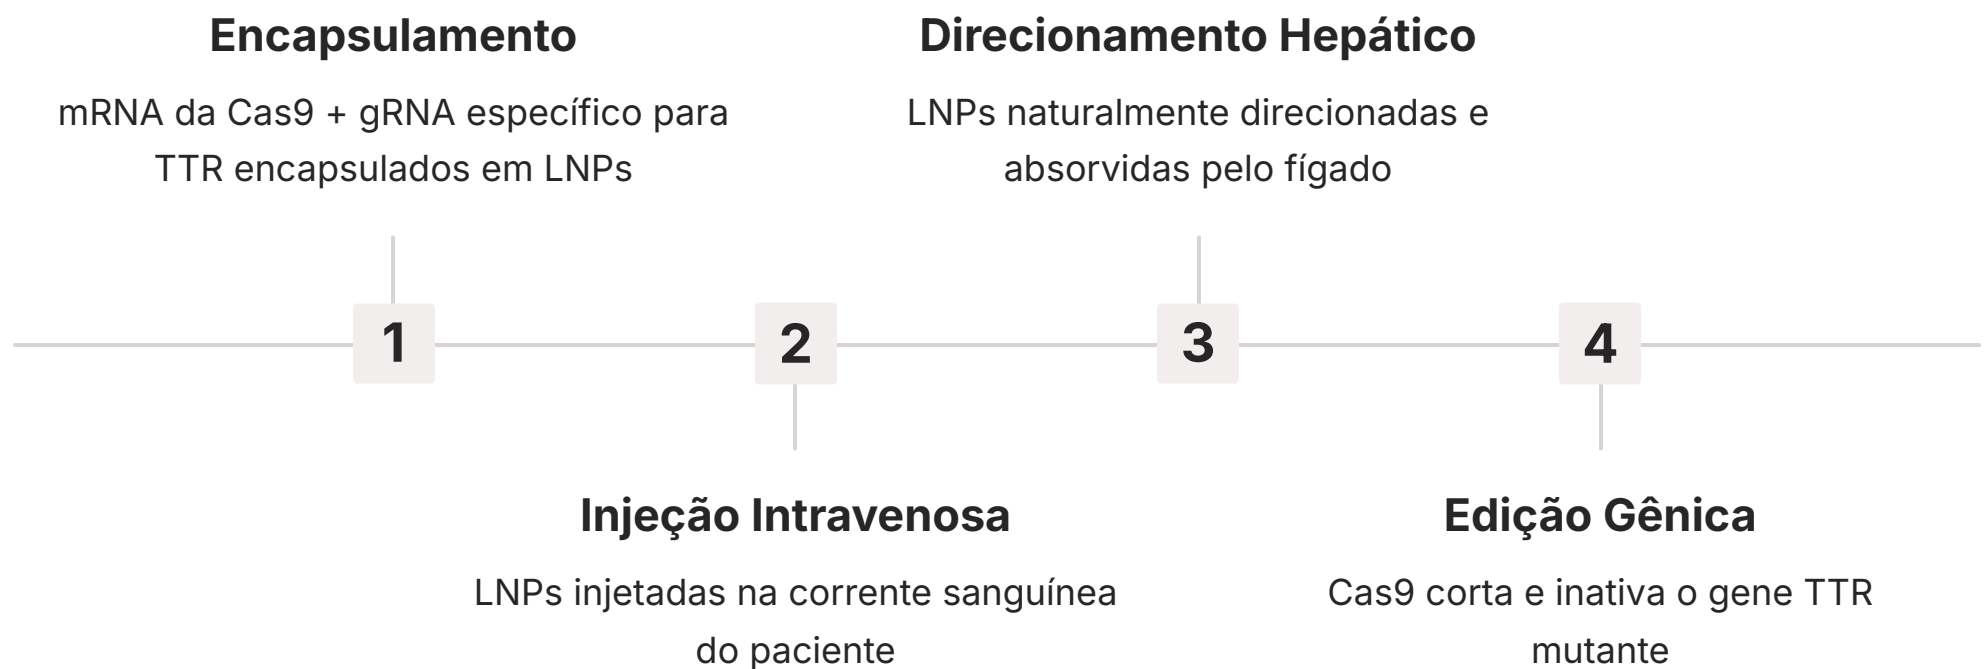 Encapsulamento
mRNA da Cas9 + gRNA específico para
TTR encapsulados em LNPs
Direcionamento Hepático
LNPs naturalmente direcionadas e
absorvidas pelo fígado
1
2
3
4
Injeção Intravenosa
LNPs injetadas na corrente sanguínea
do paciente
Edição Gênica
Cas9 corta e inativa o gene TTR
mutante